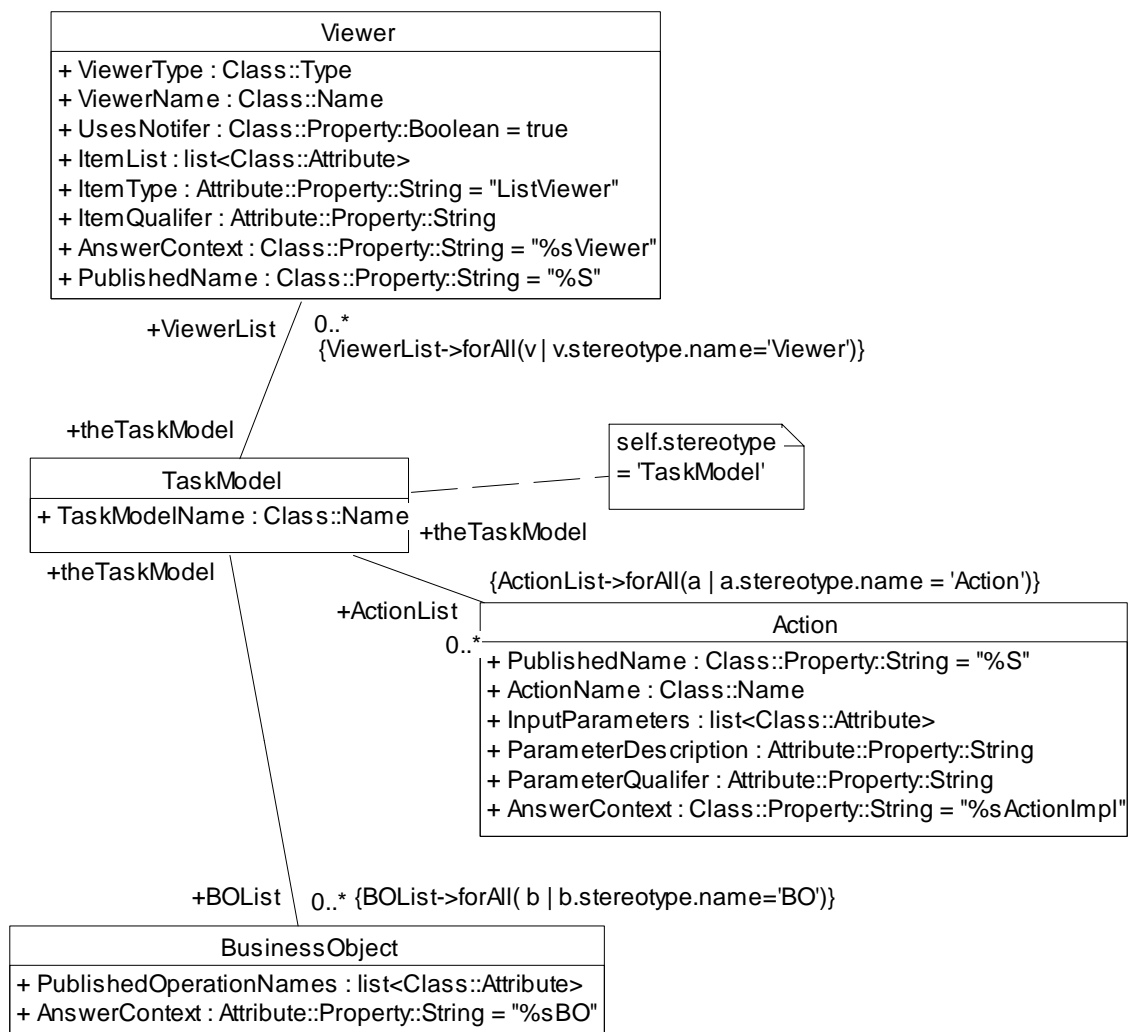 Viewer
+ ViewerType : Class::Type
+ ViewerName : Class::Name
+ UsesNotifer : Class::Property::Boolean = true
+ ItemList : list<Class::Attribute>
+ ItemType : Attribute::Property::String = "ListViewer"
+ ItemQualifer : Attribute::Property::String
+ AnswerContext : Class::Property::String = "%sViewer"
+ PublishedName : Class::Property::String = "%S"
+ViewerList
0..*
{ViewerList->forAll(v | v.stereotype.name='Viewer')}
+theTaskModel
self.stereotype
= 'TaskModel'
TaskModel
+ TaskModelName : Class::Name
+theTaskModel
+theTaskModel
{ActionList->forAll(a | a.stereotype.name = 'Action')}
+ActionList
0..*
Action
+ PublishedName : Class::Property::String = "%S"
+ ActionName : Class::Name
+ InputParameters : list<Class::Attribute>
+ ParameterDescription : Attribute::Property::String
+ ParameterQualifer : Attribute::Property::String
+ AnswerContext : Class::Property::String = "%sActionImpl"
+BOList
0..* {BOList->forAll( b | b.stereotype.name='BO')}
BusinessObject
+ PublishedOperationNames : list<Class::Attribute>
+ AnswerContext : Attribute::Property::String = "%sBO"